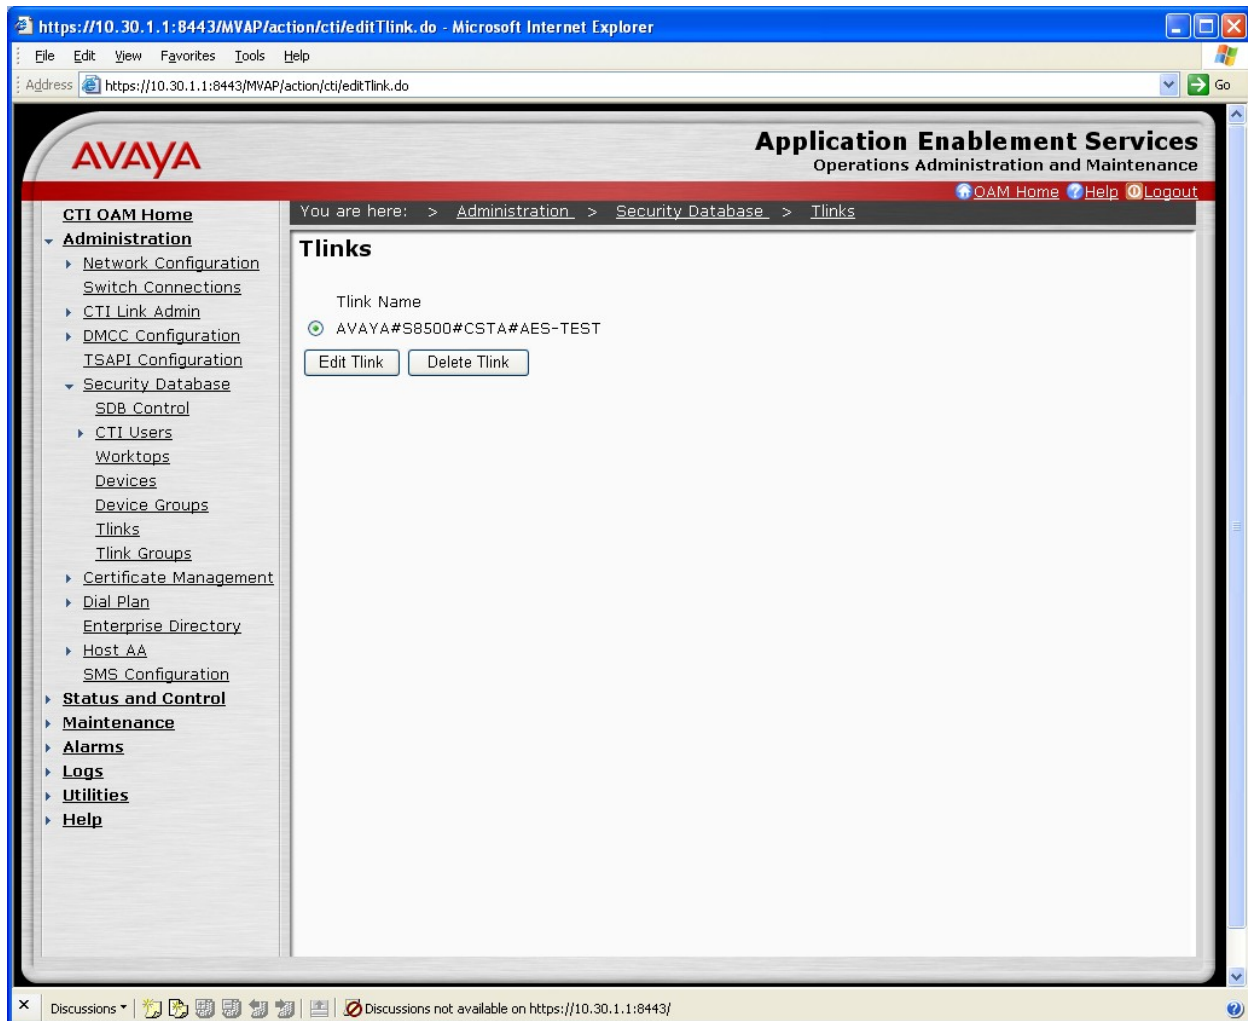 https://10.30.1.1:8443/MVAP/action/cti/editTlink.do - Microsoft Internet Explorer
File Edit View Favorites Tools Help
Address https://10.30.1.1:8443/MVAP/action/cti/editTlink.do Go
AVAYA
Application Enablement Services
Operations Administration and Maintenance
OAM Home Help Logout
You are here: > Administration > Security Database > Tlinks
CTI OAM Home
Administration
Network Configuration
Switch Connections
CTI Link Admin
DMCC Configuration
TSAPI Configuration
Security Database
SDB Control
CTI Users
Worktops
Devices
Device Groups
Tlinks
Tlink Groups
Certificate Management
Dial Plan
Enterprise Directory
Host AA
SMS Configuration
Status and Control
Maintenance
Alarms
Logs
Utilities
Help
Tlinks
Tlink Name
AVAYA#S8500#CSTA#AES-TEST
Edit Tlink Delete Tlink
Discussions Discussions not available on https://10.30.1.1:8443/